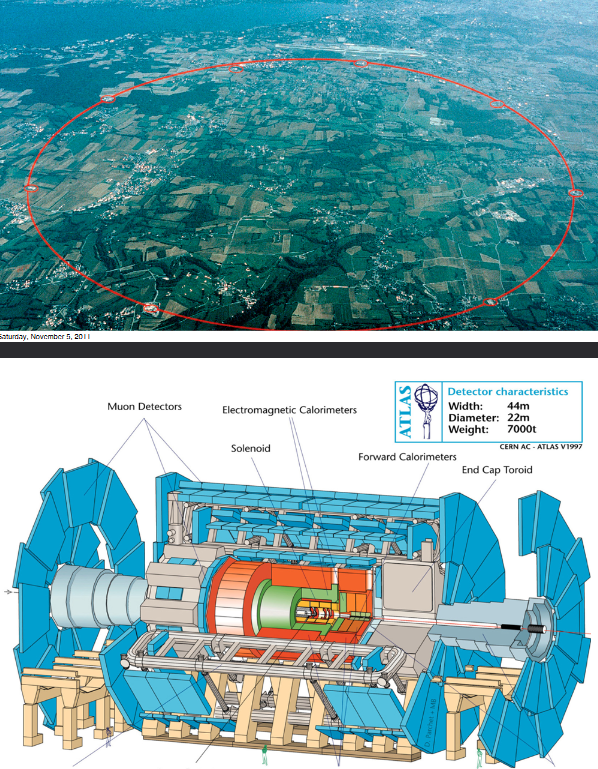 Saturday, November 5, 2011
ATLAS
Detector characteristics
Width: 44m
Diameter: 22m
Weight: 7000t
CERN AC - ATLAS V1997
Muon Detectors
Electromagnetic Calorimeters
Solenoid
Forward Calorimeters
End Cap Toroid